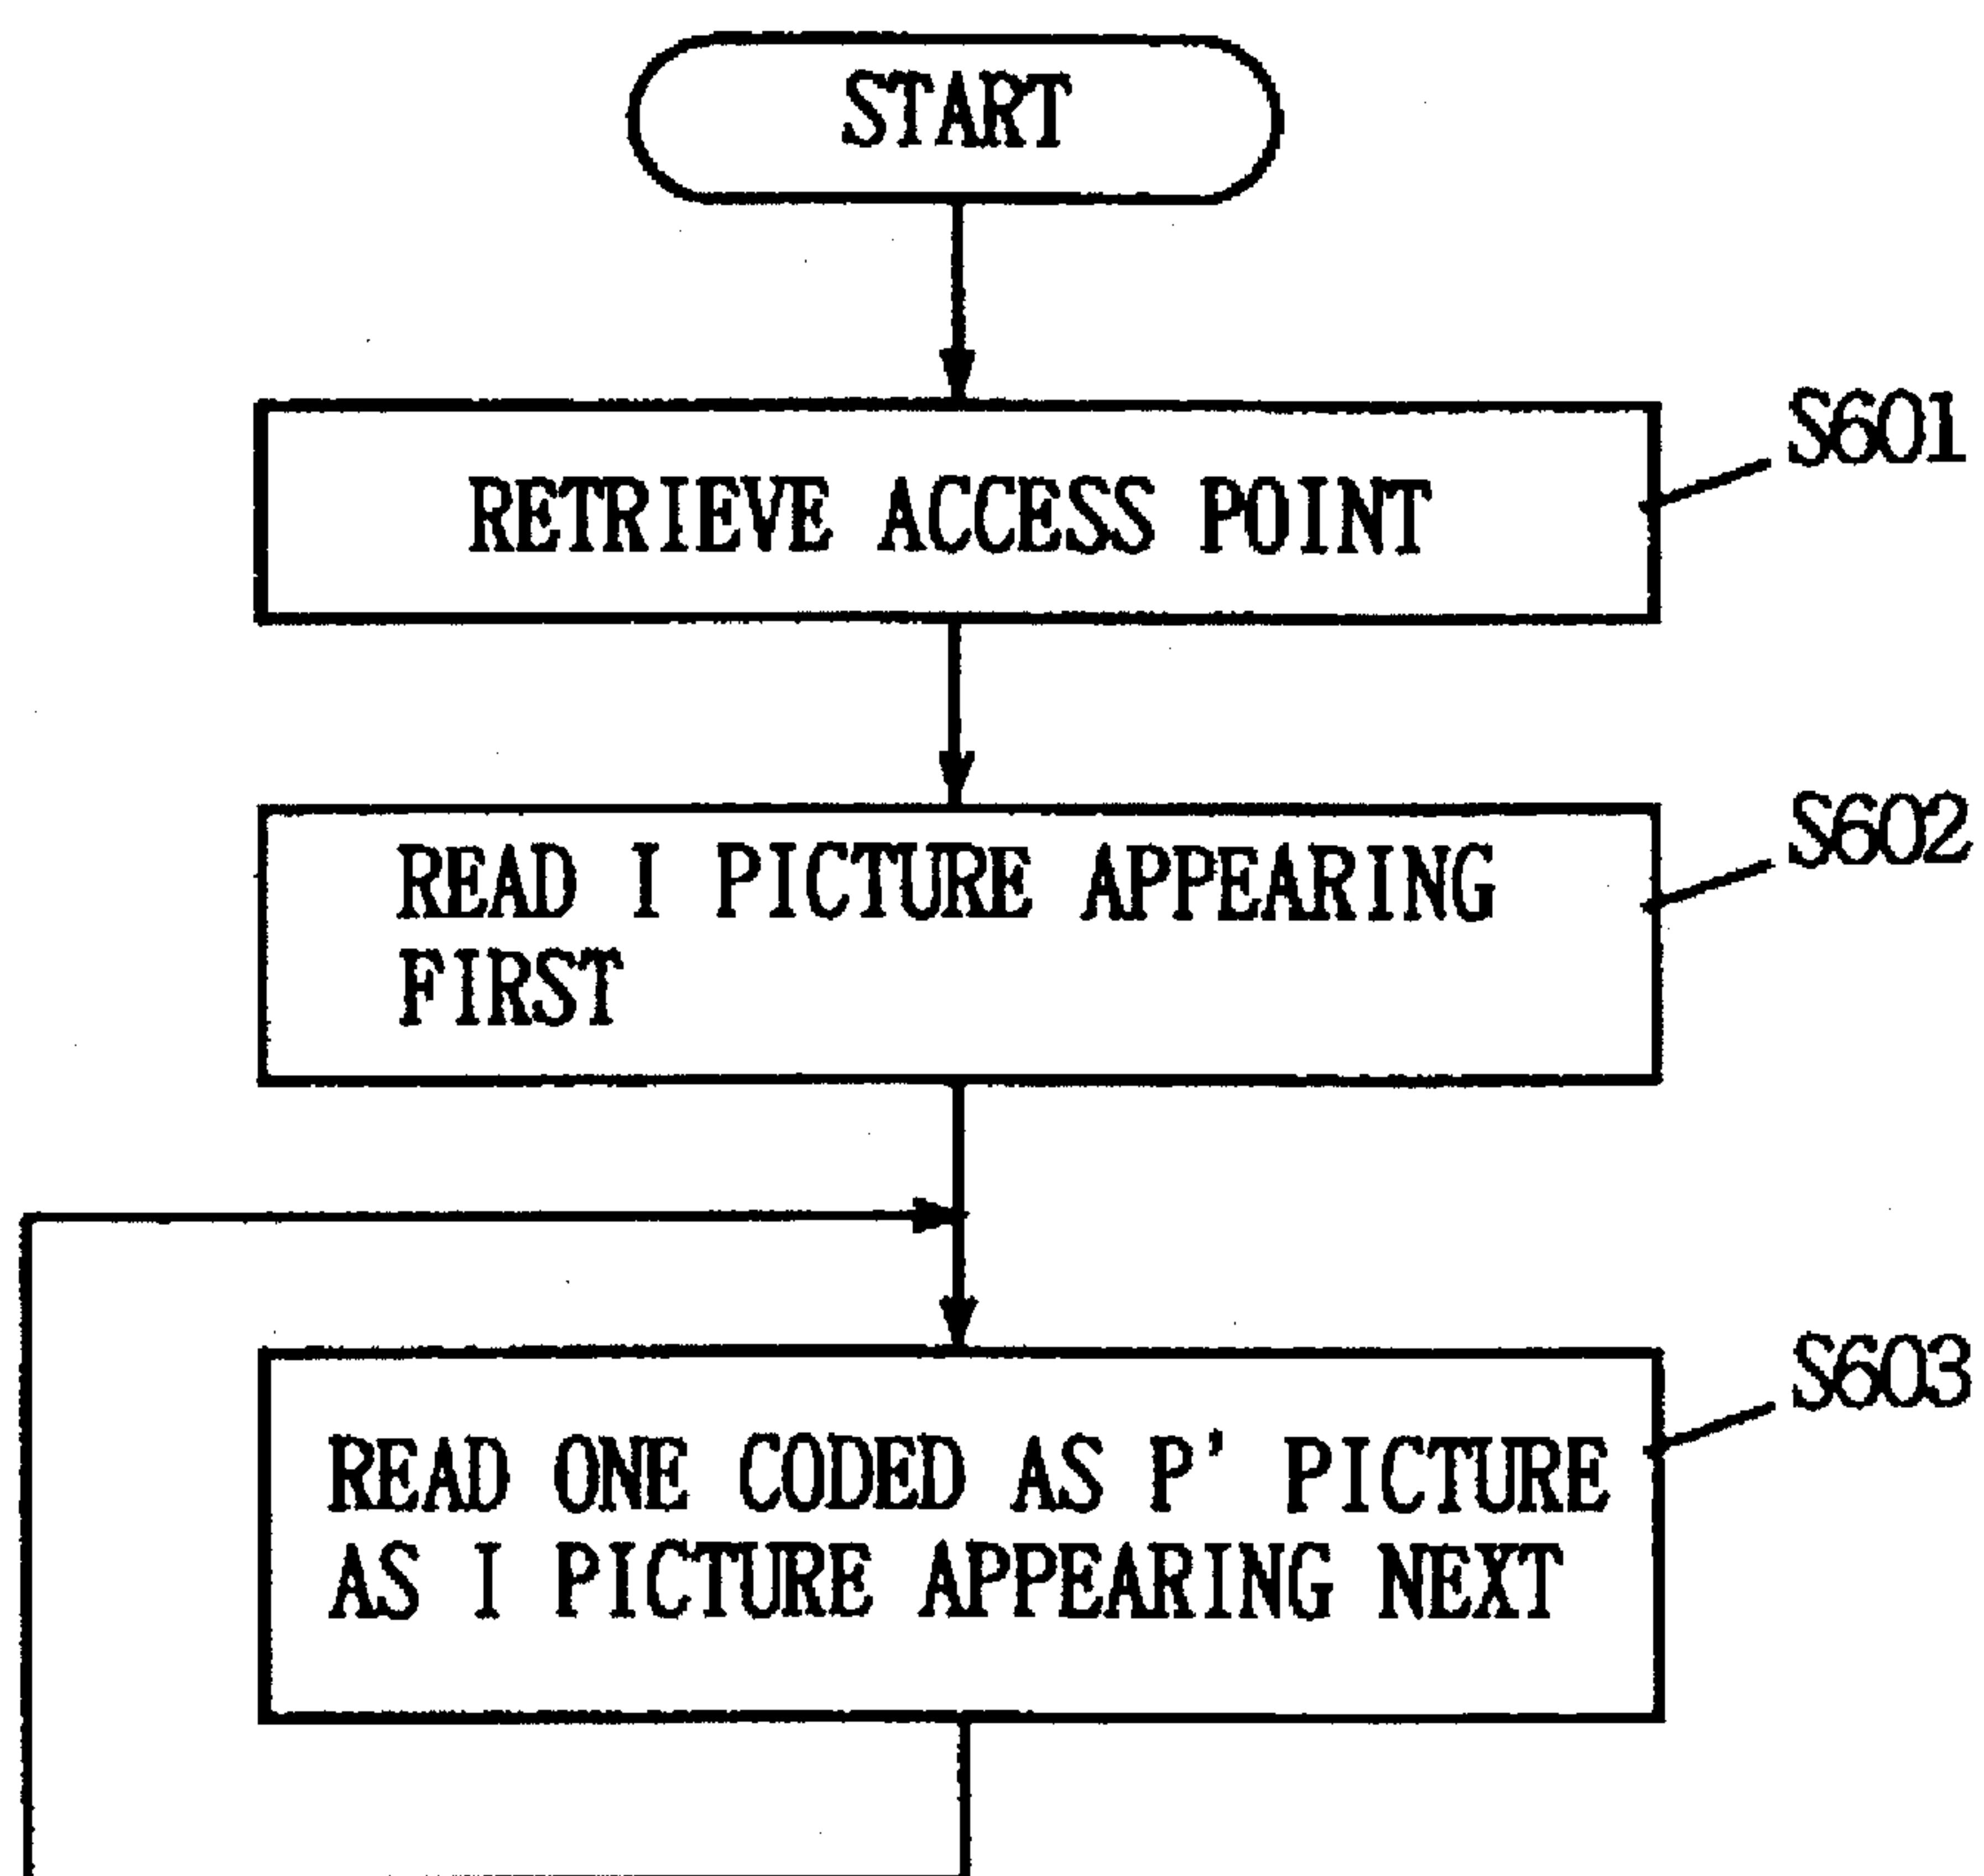 START
RETRIEVE ACCESS POINT
S601
READ I PICTURE APPEARING
FIRST
S602
READ ONE CODED AS P' PICTURE
AS I PICTURE APPEARING NEXT
S603